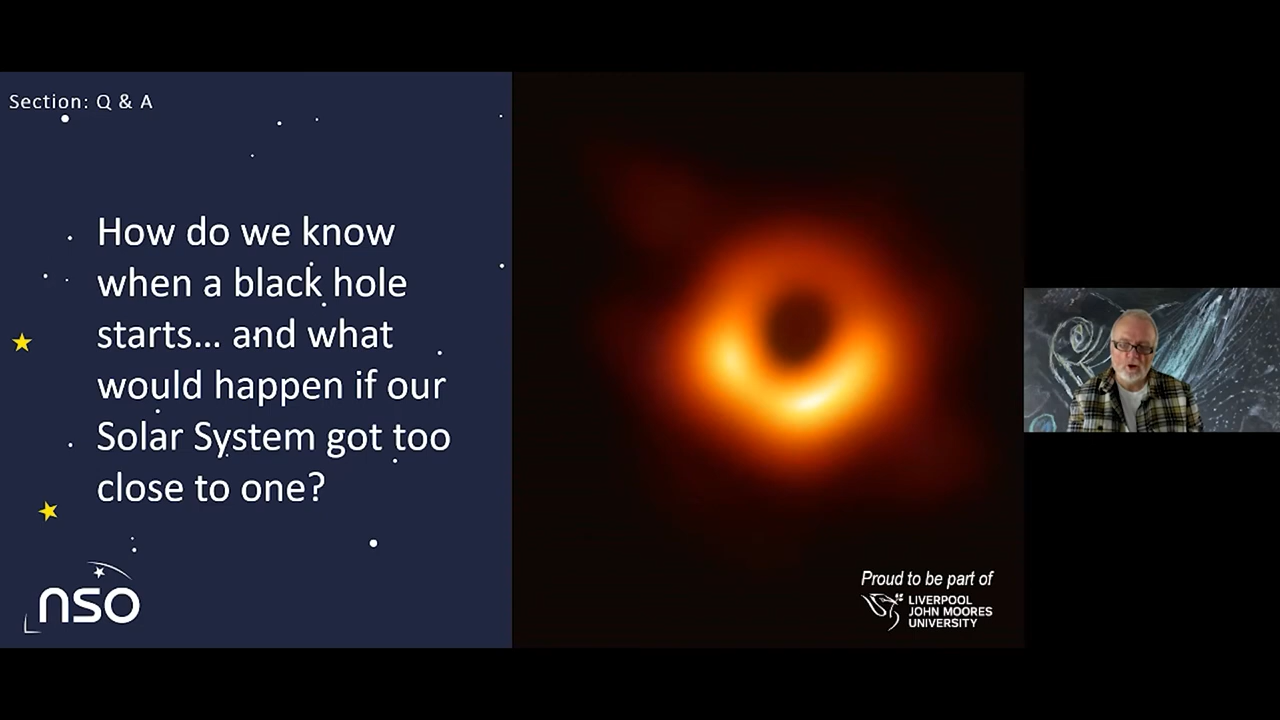 Section: Q & A
How do we know
when a black hole
starts... and what
would happen if our
Solar System got too
close to one?
nso
Proud to be part of
LIVERPOOL
JOHN MOORES
UNIVERSITY